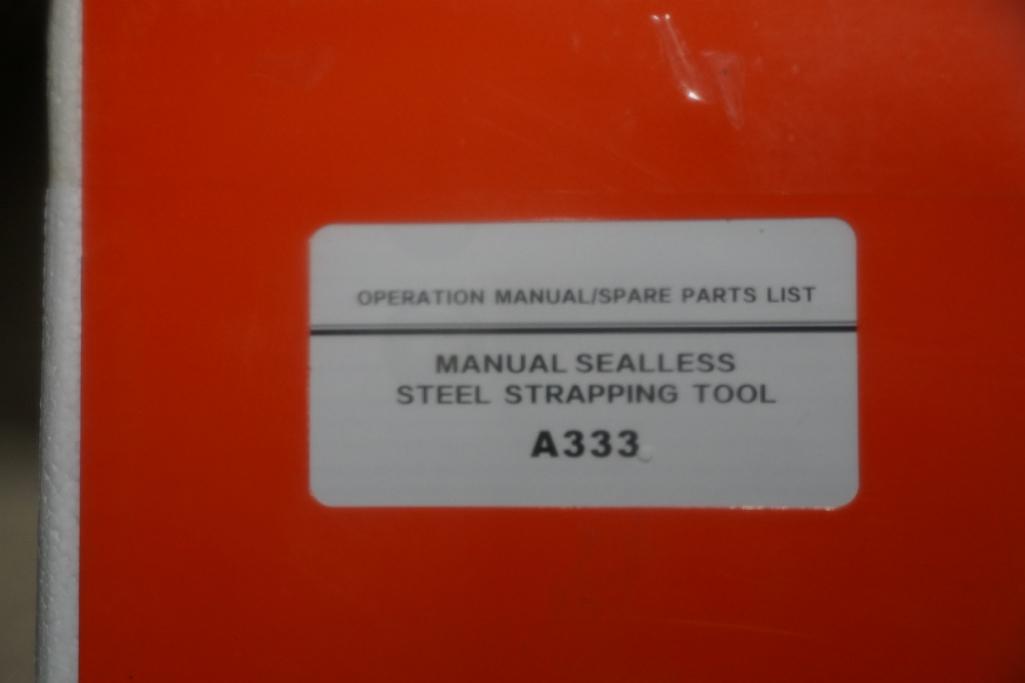 OPERATION MANUAL/SPARE PARTS LIST
MANUAL SEALLESS
STEEL STRAPPING TOOL
A333